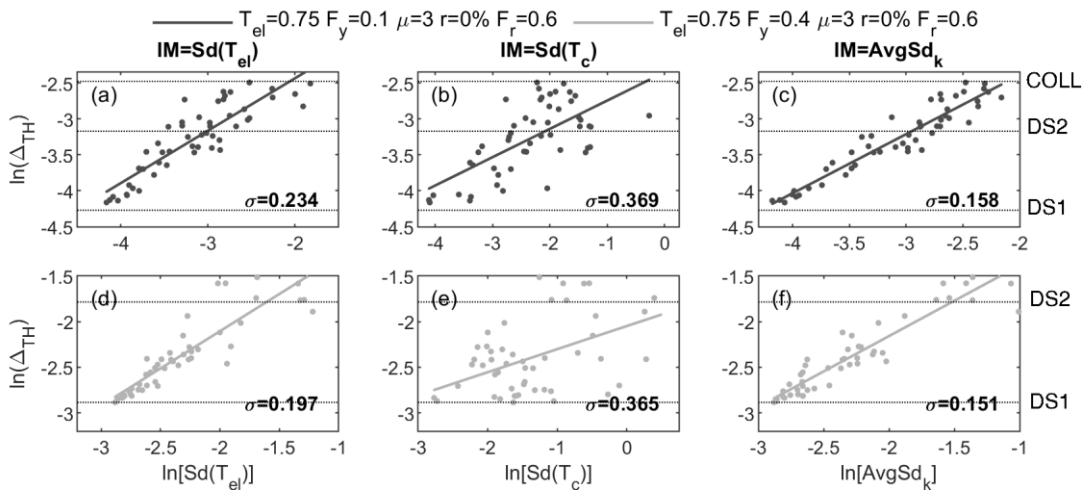 T_el=0.75 F_y=0.1 μ=3 r=0% F_r=0.6 T_el=0.75 F_y=0.4 μ=3 r=0% F_r=0.6
IM=Sd(T_el) IM=Sd(T_c) IM=AvgSd_k
(a)
-2.5
-3
-3.5
-4
-4.5
ln(Δ_TH)
σ=0.234
-4 -3 -2
(b)
-2.5
-3
-3.5
-4
-4.5
σ=0.369
-4 -3 -2 -1 0
(c)
-2.5
-3
-3.5
-4
-4.5
σ=0.158
-4 -3.5 -3 -2.5 -2
COLL
DS2
DS1
(d)
-1.5
-2
-2.5
-3
ln(Δ_TH)
σ=0.197
-3 -2.5 -2 -1.5 -1
ln[Sd(T_el)]
(e)
-1.5
-2
-2.5
-3
σ=0.365
-3 -2 -1 0
ln[Sd(T_c)]
(f)
-1.5
-2
-2.5
-3
σ=0.151
-3 -2.5 -2 -1.5 -1
ln[AvgSd_k]
DS2
DS1